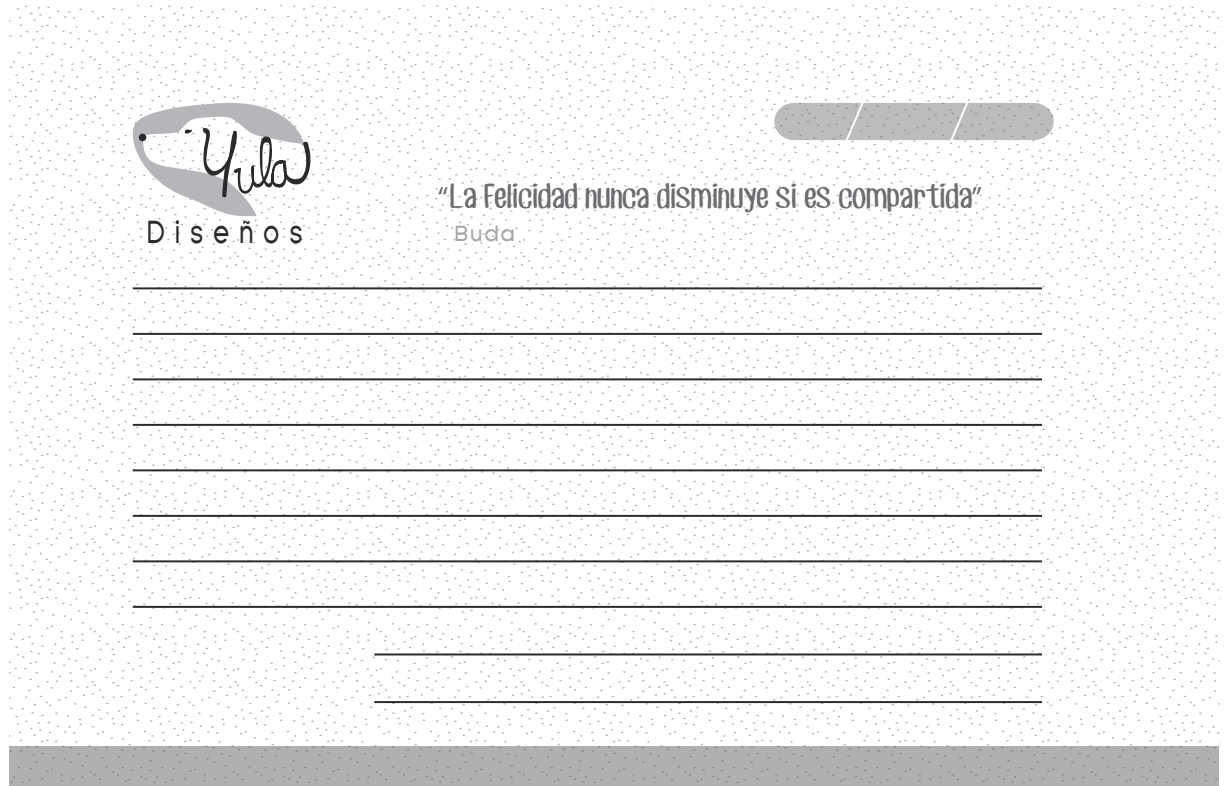 Yula
Diseños
“La Felicidad nunca disminuye si es compartida”
Buda